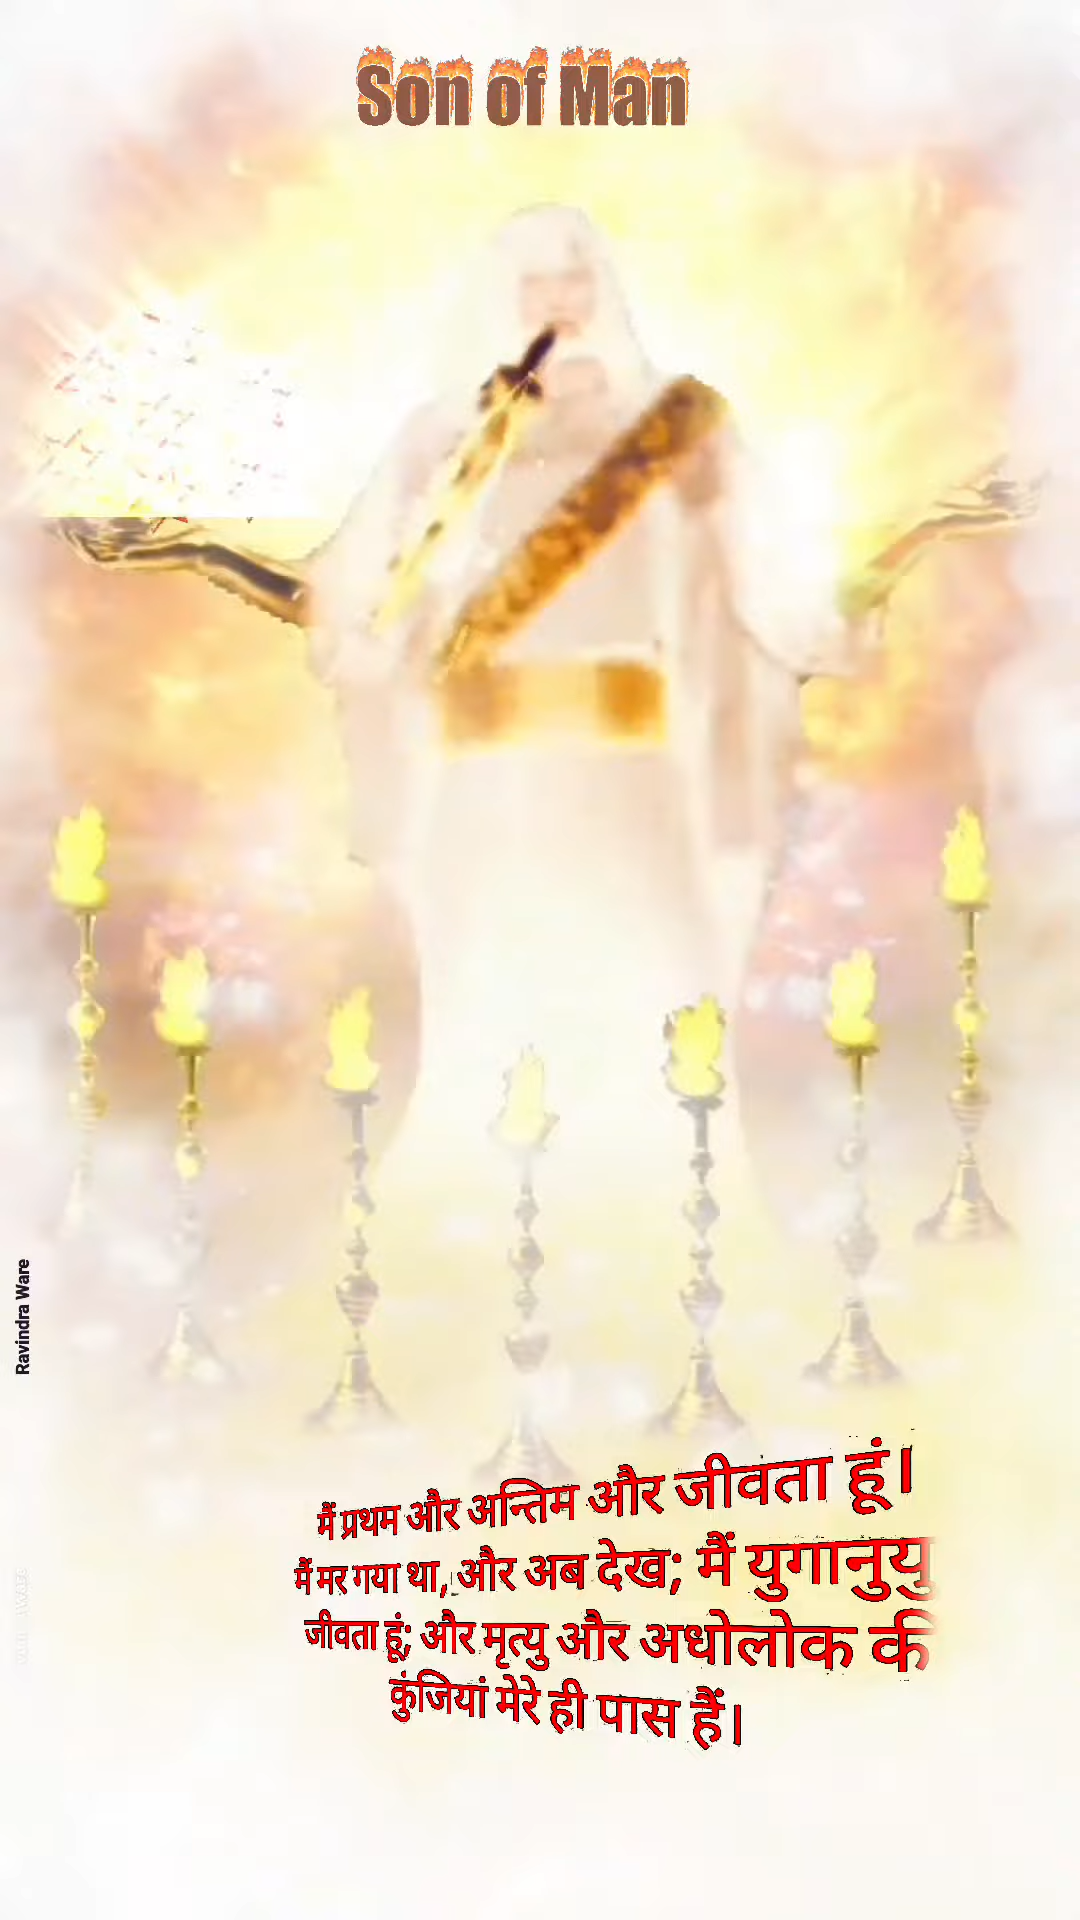 Son of Man
Ravindra Ware
मैं प्रथम और अन्तिम और जीवता हूं।
मैं मर गया था, और अब देख; मैं युगानुयु
जीवता हूं; और मृत्यु और अधोलोक की
कुंजियां मेरे ही पास हैं।